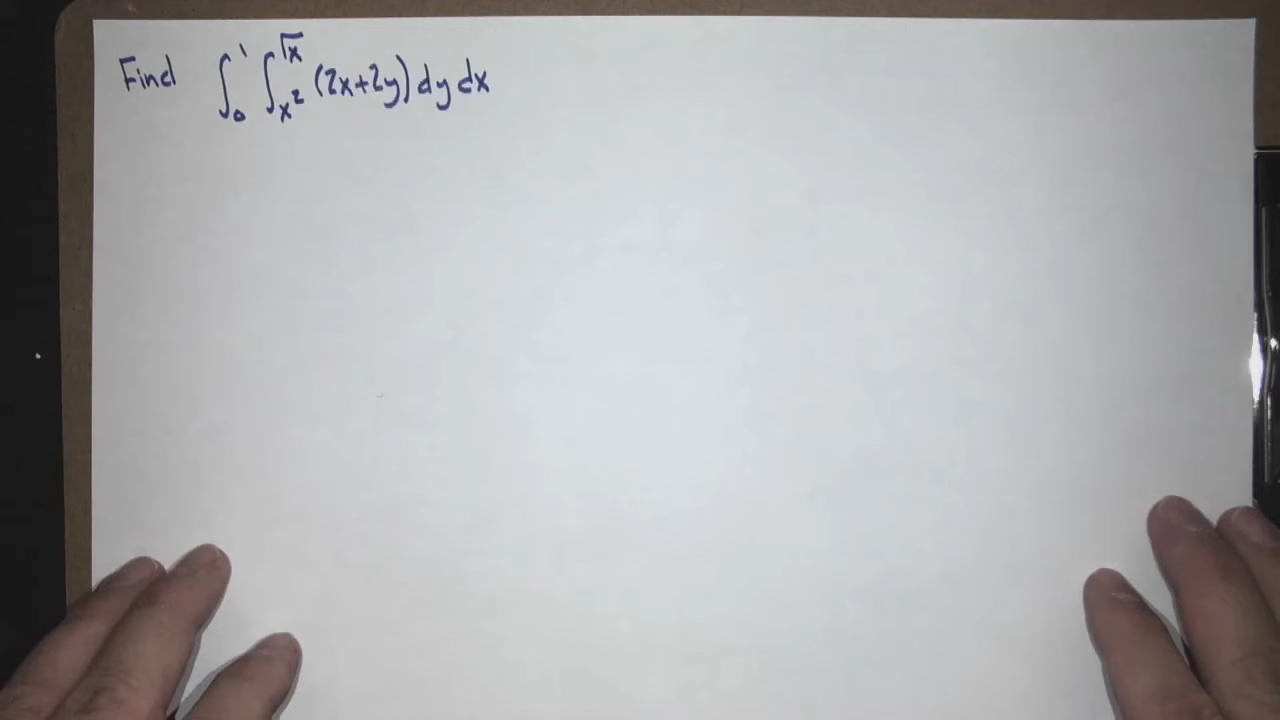 Find ∫₀¹ ∫ₓ²^√x (2x+2y) dy dx